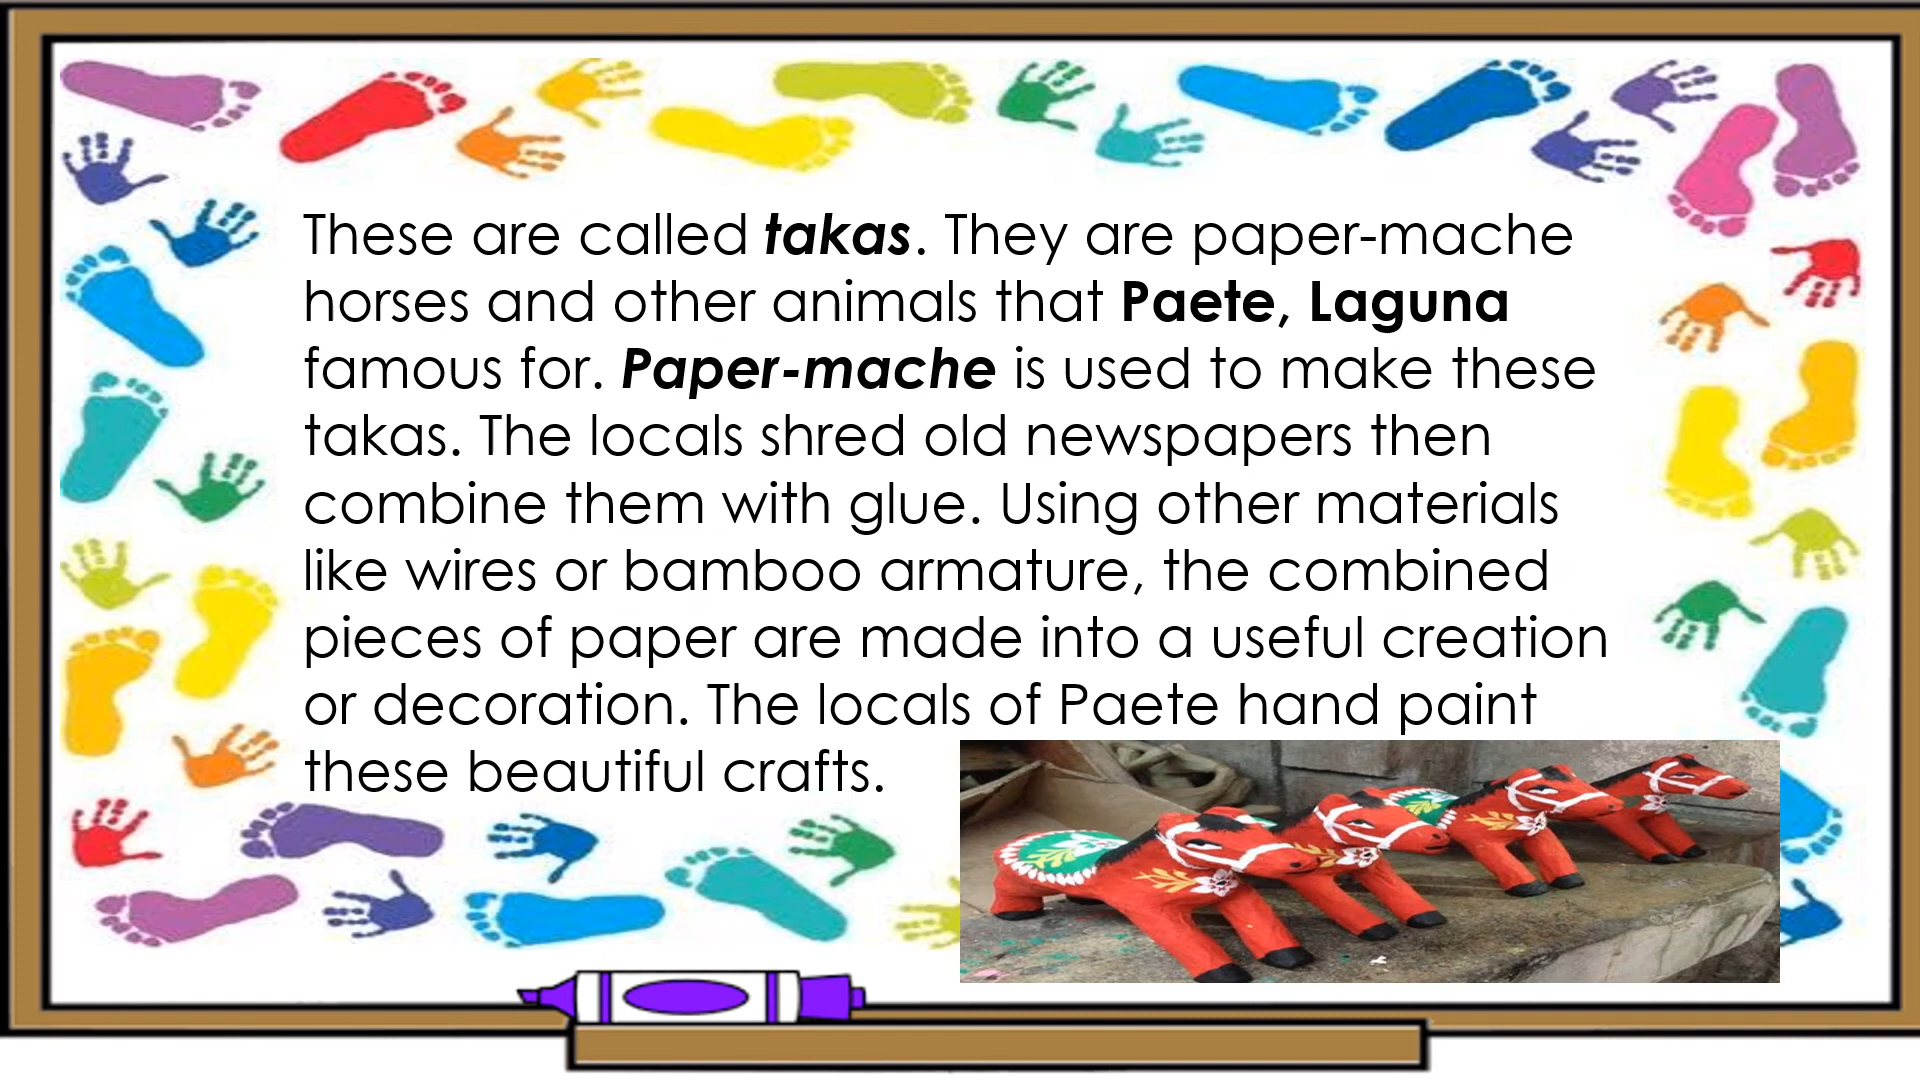 These are called takas. They are paper-mache
horses and other animals that Paete, Laguna
famous for. Paper-mache is used to make these
takas. The locals shred old newspapers then
combine them with glue. Using other materials
like wires or bamboo armature, the combined
pieces of paper are made into a useful creation
or decoration. The locals of Paete hand paint
these beautiful crafts.